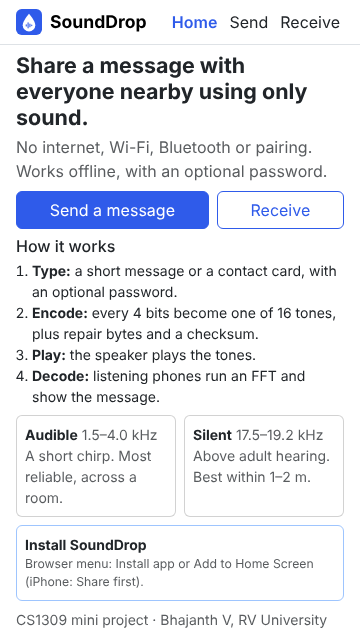 SoundDrop Home Send Receive
Share a message with
everyone nearby using only
sound.
No internet, Wi-Fi, Bluetooth or pairing.
Works offline, with an optional password.
Send a message Receive
How it works
1. Type: a short message or a contact card, with
an optional password.
2. Encode: every 4 bits become one of 16 tones,
plus repair bytes and a checksum.
3. Play: the speaker plays the tones.
4. Decode: listening phones run an FFT and
show the message.
Audible 1.5–4.0 kHz
A short chirp. Most
reliable, across a
room.
Silent 17.5–19.2 kHz
Above adult hearing.
Best within 1–2 m.
Install SoundDrop
Browser menu: Install app or Add to Home Screen
(iPhone: Share first).
CS1309 mini project · Bhajanth V, RV University